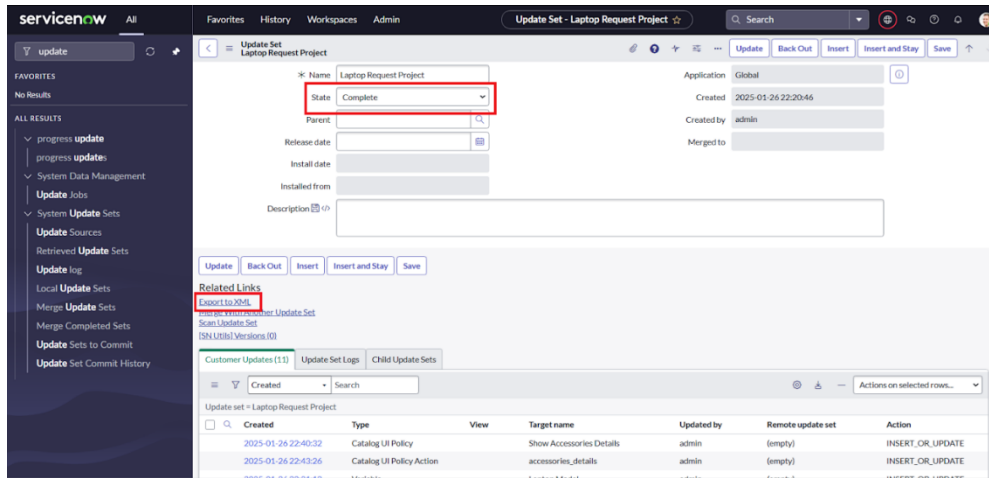 servicenow All Favorites History Workspaces Admin Update Set - Laptop Request Project Search
update
FAVORITES
No Results
ALL RESULTS
progress update
progress updates
System Data Management
Update Jobs
System Update Sets
Update Sources
Retrieved Update Sets
Update log
Local Update Sets
Merge Update Sets
Merge Completed Sets
Update Sets to Commit
Update Set Commit History
Update Set
Laptop Request Project
Update Back Out Insert Insert and Stay Save
Name Laptop Request Project
State Complete
Parent
Release date
Install date
Installed from
Description
Application Global
Created 2025-01-26 22:20:46
Created by admin
Merged to
Update Back Out Insert Insert and Stay Save
Related Links
Export to XML
Merge With Another Update Set
Scan Update Set
[SN Utils] Versions (0)
Customer Updates (11) Update Set Logs Child Update Sets
Created Search Actions on selected rows...
Update set = Laptop Request Project
Created Type View Target name Updated by Remote update set Action
2025-01-26 22:40:32 Catalog UI Policy Show Accessories Details admin (empty) INSERT_OR_UPDATE
2025-01-26 22:43:26 Catalog UI Policy Action accessories_details admin (empty) INSERT_OR_UPDATE